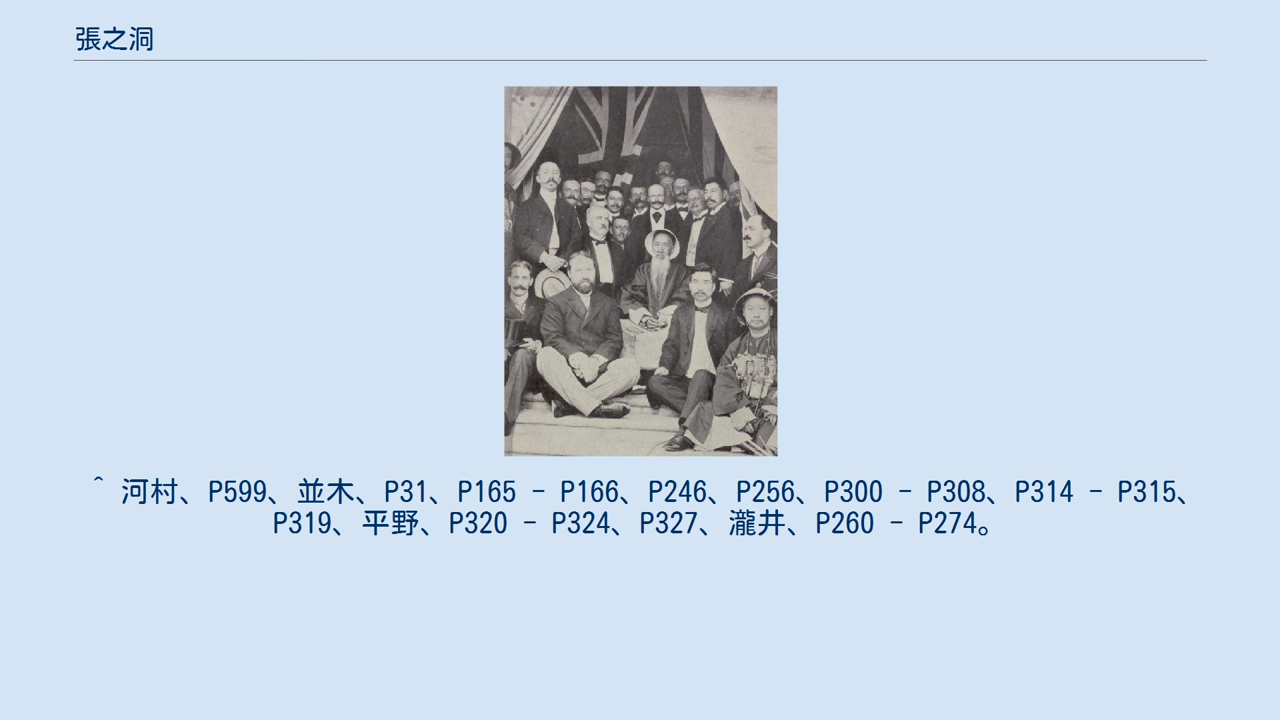 張之洞
^ 河村、P599、並木、P31、P165 - P166、P246、P256、P300 - P308、P314 - P315、
P319、平野、P320 - P324、P327、瀧井、P260 - P274。